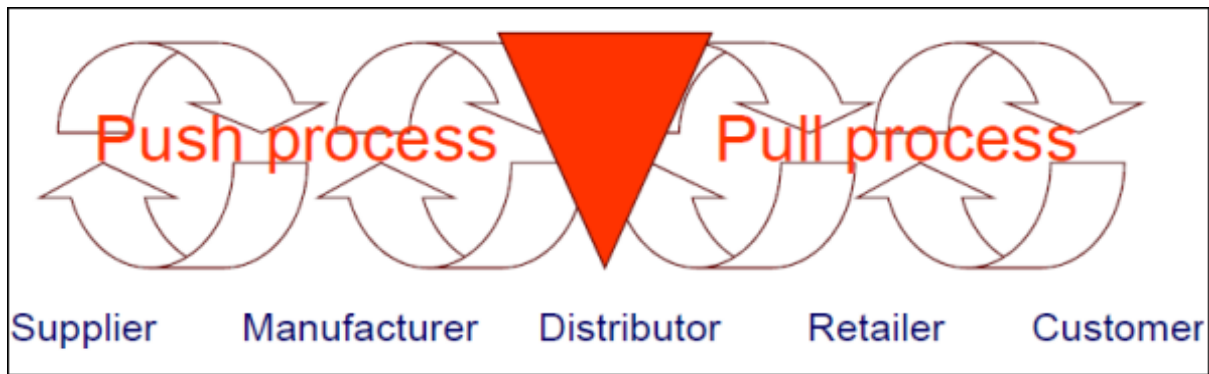 Push process Pull process
Supplier Manufacturer Distributor Retailer Customer